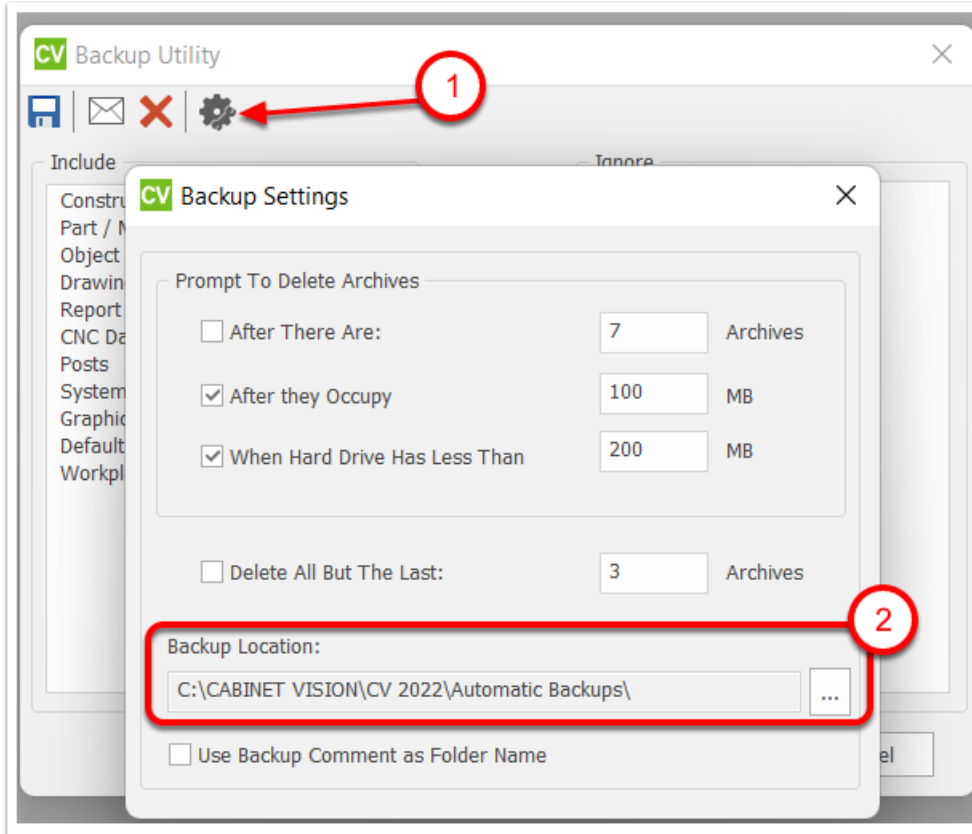 CV Backup Utility
1
Include
Ignore
Constru
Part /
Object
Drawin
Report
CNC Da
Posts
System
Graphic
Default
Workpl
CV Backup Settings
Prompt To Delete Archives
After There Are: 7 Archives
After they Occupy 100 MB
When Hard Drive Has Less Than 200 MB
Delete All But The Last: 3 Archives
2
Backup Location:
C:\CABINET VISION\CV 2022\Automatic Backups\ ...
Use Backup Comment as Folder Name
el